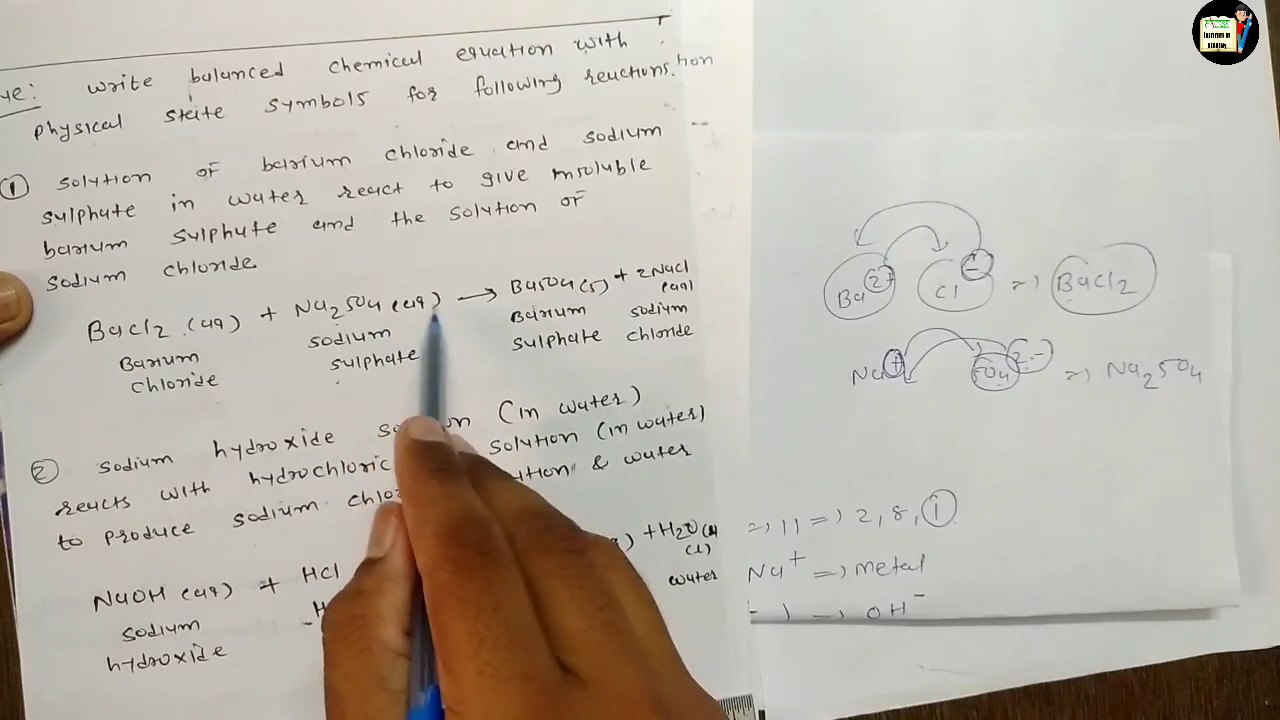 Write balanced chemical equation with
physical state symbols for following reactions.
① Solution of barium chloride and sodium
sulphate in water react to give insoluble
barium sulphate and the solution of
sodium chloride
BaCl2 (aq) + Na2SO4 (aq) → BaSO4 (s) + 2NaCl (aq)
Barium chloride
sodium sulphate
Barium sulphate
sodium chloride
② Sodium hydroxide (in water)
reacts with hydrochloric solution (in water)
to produce sodium & water
NaOH (aq) + HCl + H2O
(l)
sodium hydroxide
water
Ba 2+ Cl - => BaCl2
Na + SO4 2- => Na2SO4
=> 11 => 2, 8, ①
Na+ => metal
OH-